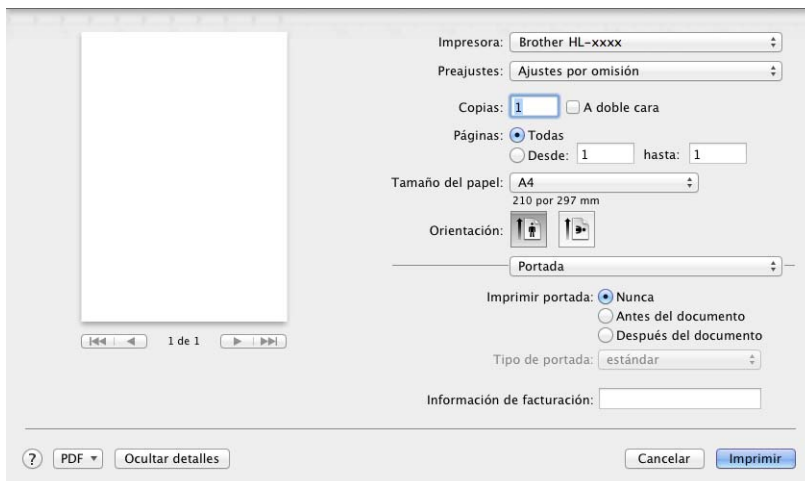 Impresora: Brother HL-xxxx
Preajustes: Ajustes por omisión
Copias: 1 A doble cara
Páginas: Todas
Desde: 1 hasta: 1
Tamaño del papel: A4
210 por 297 mm
Orientación:
Portada
Imprimir portada: Nunca
Antes del documento
Después del documento
1 de 1
Tipo de portada: estándar
Información de facturación:
? PDF Ocultar detalles Cancelar Imprimir